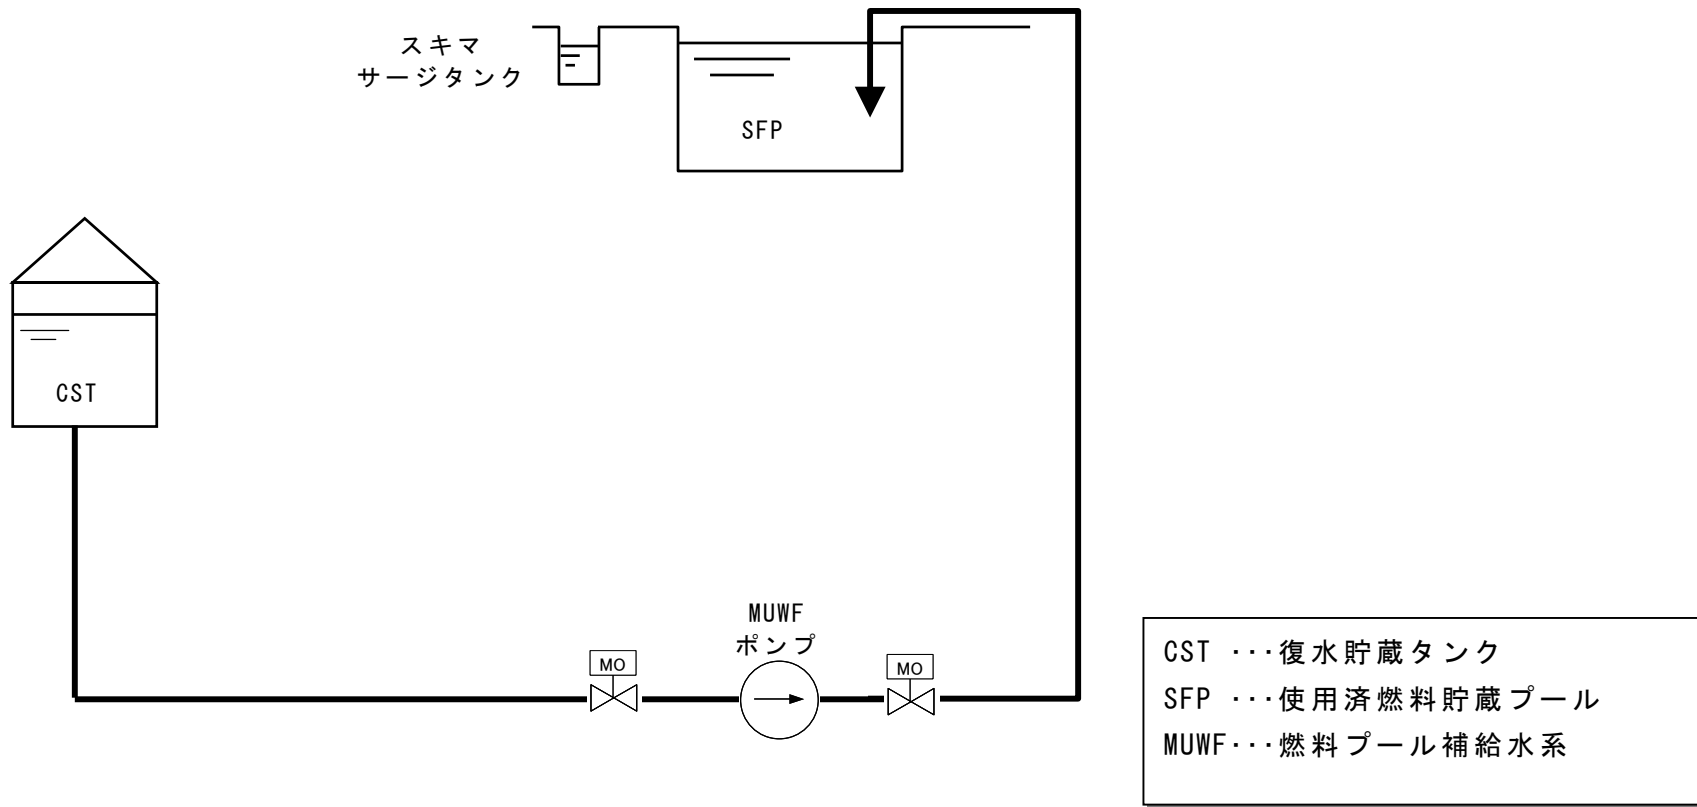 スキマ
サージタンク
SFP
CST
MUWF
ポンプ
MO
MO
CST ・・・復水貯蔵タンク
SFP ・・・使用済燃料貯蔵プール
MUWF・・・燃料プール補給水系